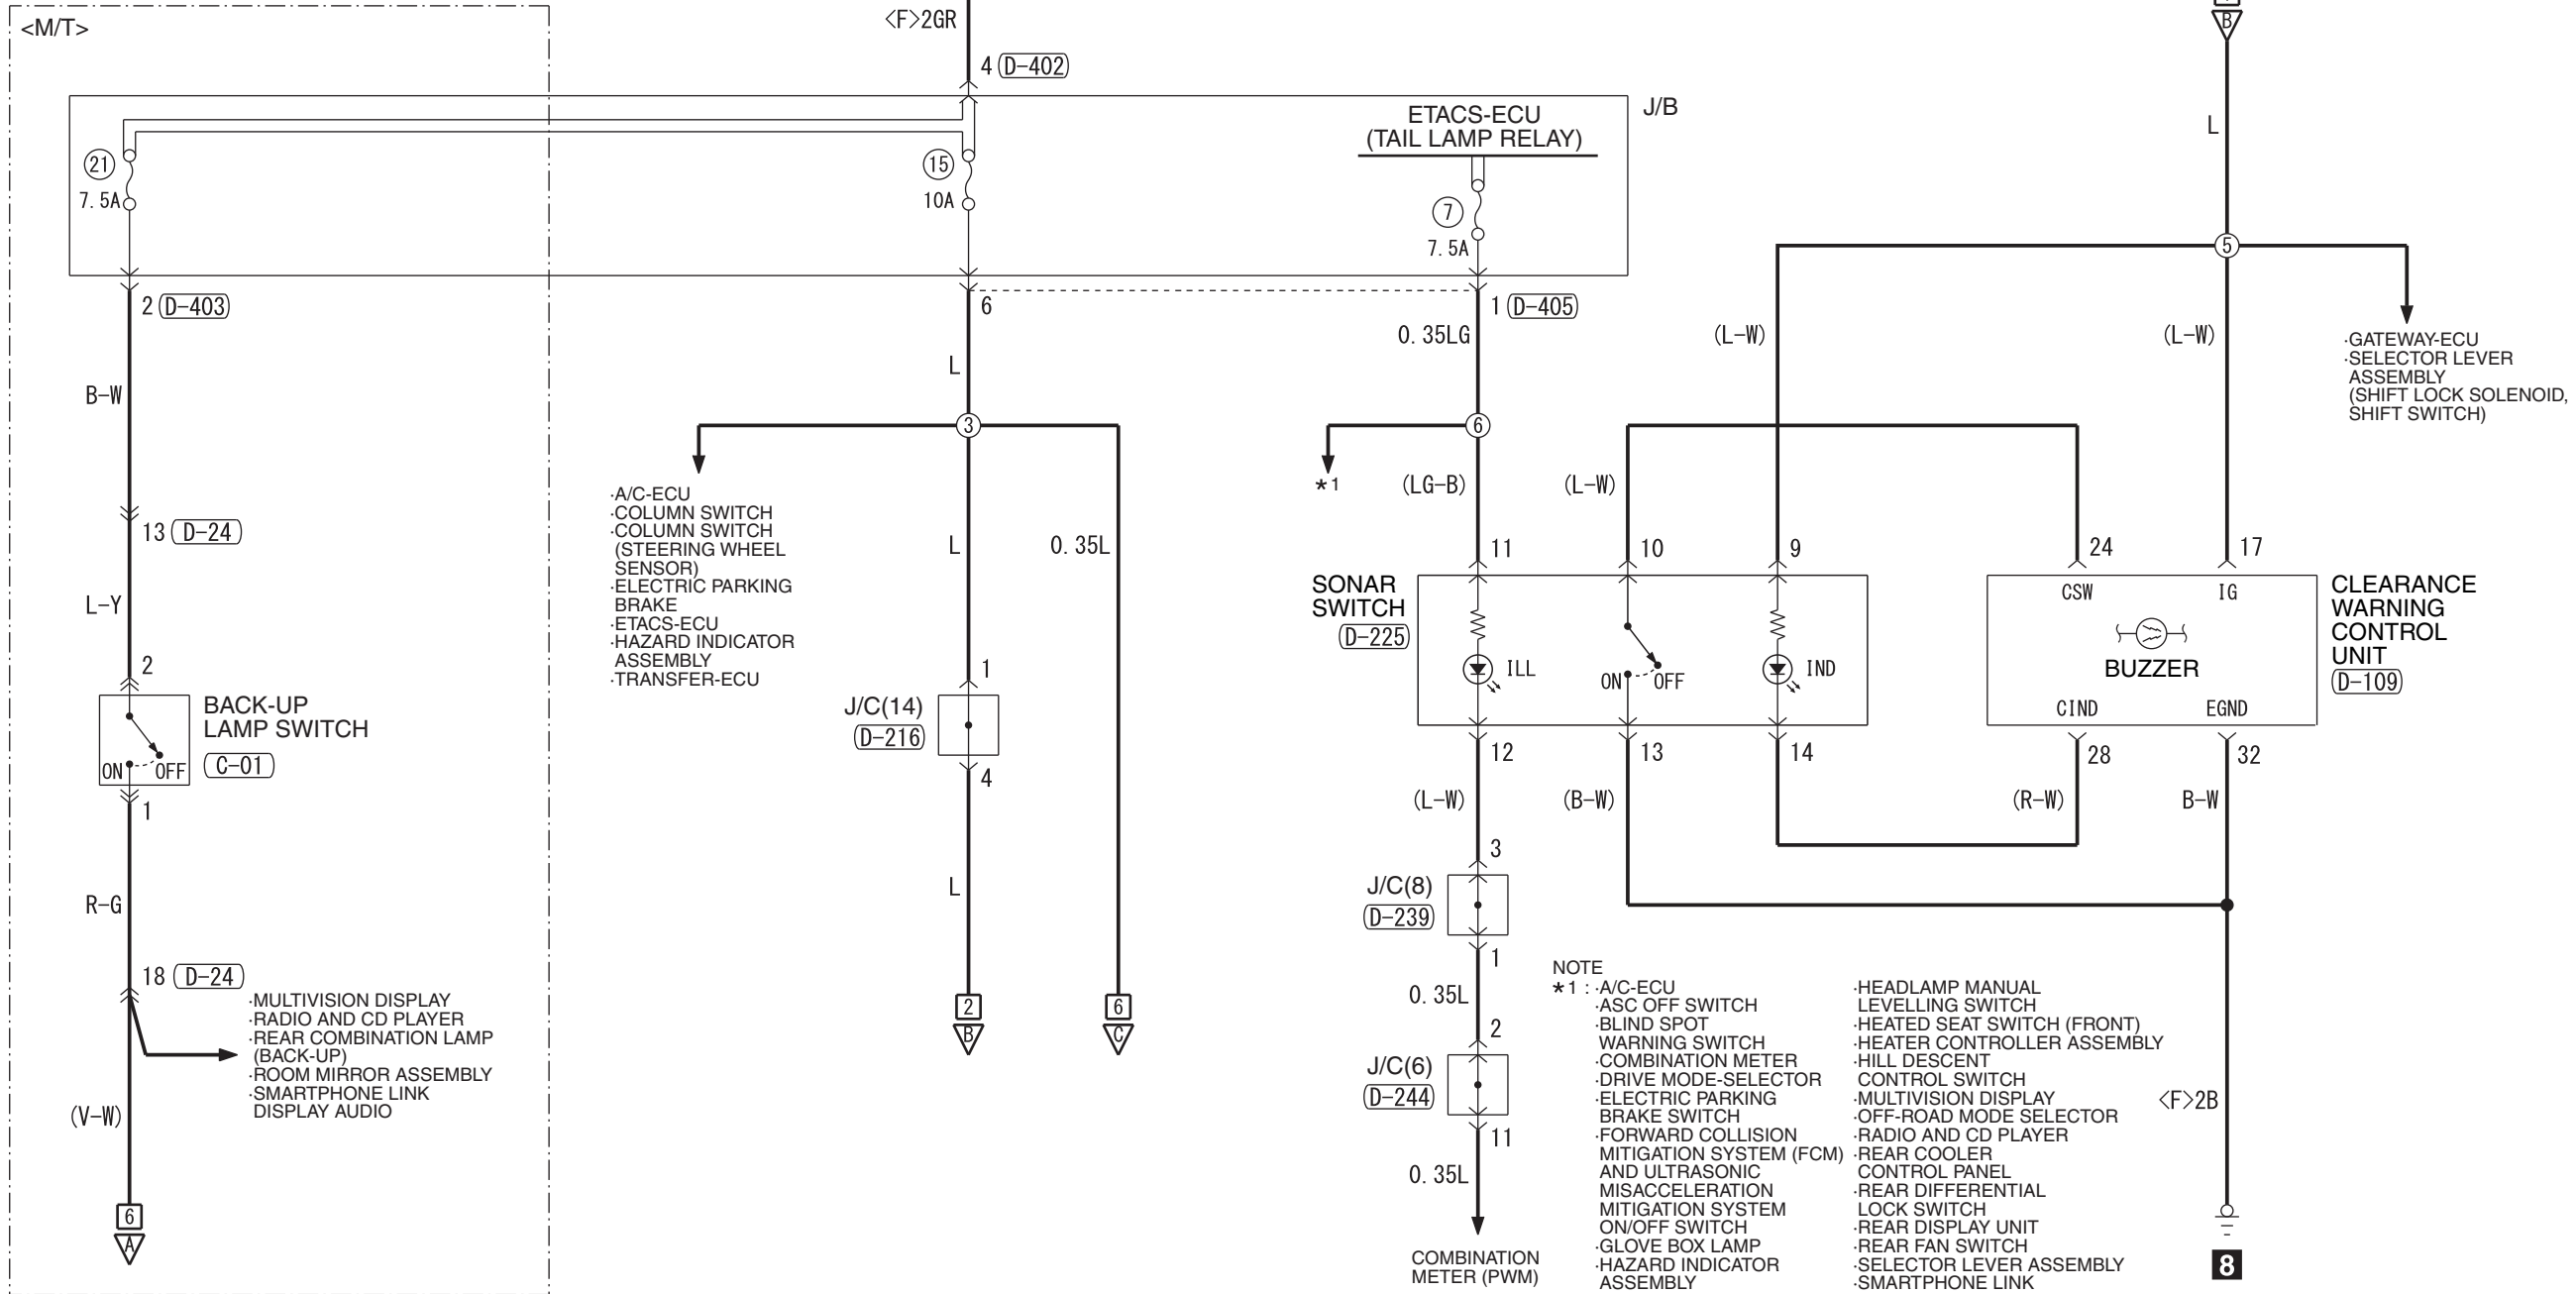 <M/T>
<F>2GR
4 (D-402)
B
J/B
ETACS-ECU
(TAIL LAMP RELAY)
L
21
7.5A
15
10A
7
7.5A
5
2 (D-403)
6
1 (D-405)
0.35LG
(L-W)
(L-W)
·GATEWAY-ECU
·SELECTOR LEVER
ASSEMBLY
(SHIFT LOCK SOLENOID,
SHIFT SWITCH)
B-W
L
3
6
*1
(LG-B)
(L-W)
·A/C-ECU
·COLUMN SWITCH
·COLUMN SWITCH
(STEERING WHEEL
SENSOR)
·ELECTRIC PARKING
BRAKE
·ETACS-ECU
·HAZARD INDICATOR
ASSEMBLY
·TRANSFER-ECU
13 (D-24)
L
0.35L
11
10
9
24
17
L-Y
SONAR
SWITCH
(D-225)
ILL
ON
OFF
IND
CSW
IG
BUZZER
CIND
EGND
CLEARANCE
WARNING
CONTROL
UNIT
(D-109)
2
BACK-UP
LAMP SWITCH
(C-01)
ON
OFF
1
1
J/C(14)
(D-216)
4
12
13
14
28
32
(L-W)
(B-W)
(R-W)
B-W
R-G
L
3
J/C(8)
(D-239)
1
18 (D-24)
·MULTIVISION DISPLAY
·RADIO AND CD PLAYER
·REAR COMBINATION LAMP
(BACK-UP)
·ROOM MIRROR ASSEMBLY
·SMARTPHONE LINK
DISPLAY AUDIO
2
B
6
C
0.35L
2
J/C(6)
(D-244)
11
0.35L
COMBINATION
METER (PWM)
(V-W)
6
A
NOTE
*1 : ·A/C-ECU
·ASC OFF SWITCH
·BLIND SPOT
WARNING SWITCH
·COMBINATION METER
·DRIVE MODE-SELECTOR
·ELECTRIC PARKING
BRAKE SWITCH
·FORWARD COLLISION
MITIGATION SYSTEM (FCM)
AND ULTRASONIC
MISACCELERATION
MITIGATION SYSTEM
ON/OFF SWITCH
·GLOVE BOX LAMP
·HAZARD INDICATOR
ASSEMBLY
·HEADLAMP MANUAL
LEVELLING SWITCH
·HEATED SEAT SWITCH (FRONT)
·HEATER CONTROLLER ASSEMBLY
·HILL DESCENT
CONTROL SWITCH
·MULTIVISION DISPLAY
·OFF-ROAD MODE SELECTOR
·RADIO AND CD PLAYER
·REAR COOLER
CONTROL PANEL
·REAR DIFFERENTIAL
LOCK SWITCH
·REAR DISPLAY UNIT
·REAR FAN SWITCH
·SELECTOR LEVER ASSEMBLY
·SMARTPHONE LINK
<F>2B
8